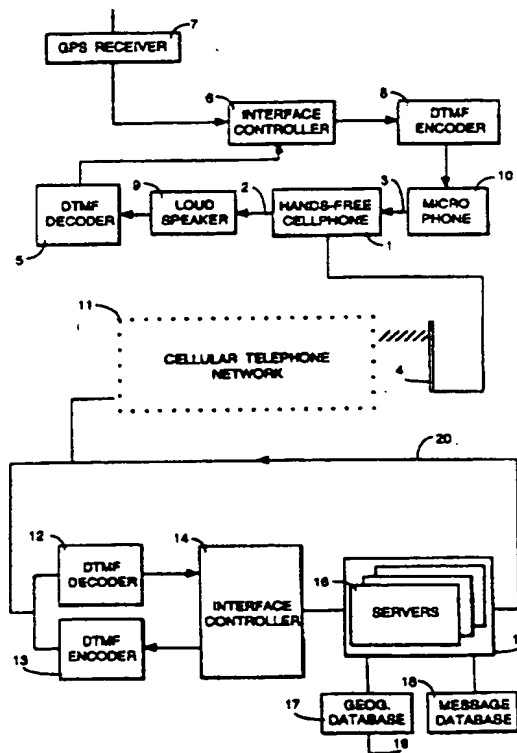 7
GPS RECEIVER
6
INTERFACE
CONTROLLER
8
DTMF
ENCODER
9
2
3
10
DTMF
DECODER
LOUD
SPEAKER
HANDS-FREE
CELLPHONE
MICRO
PHONE
5
1
11
CELLULAR TELEPHONE
NETWORK
4
20
12
14
DTMF
DECODER
16
INTERFACE
CONTROLLER
SERVERS
DTMF
ENCODER
13
17
18
GEOG.
DATABASE
MESSAGE
DATABASE
19